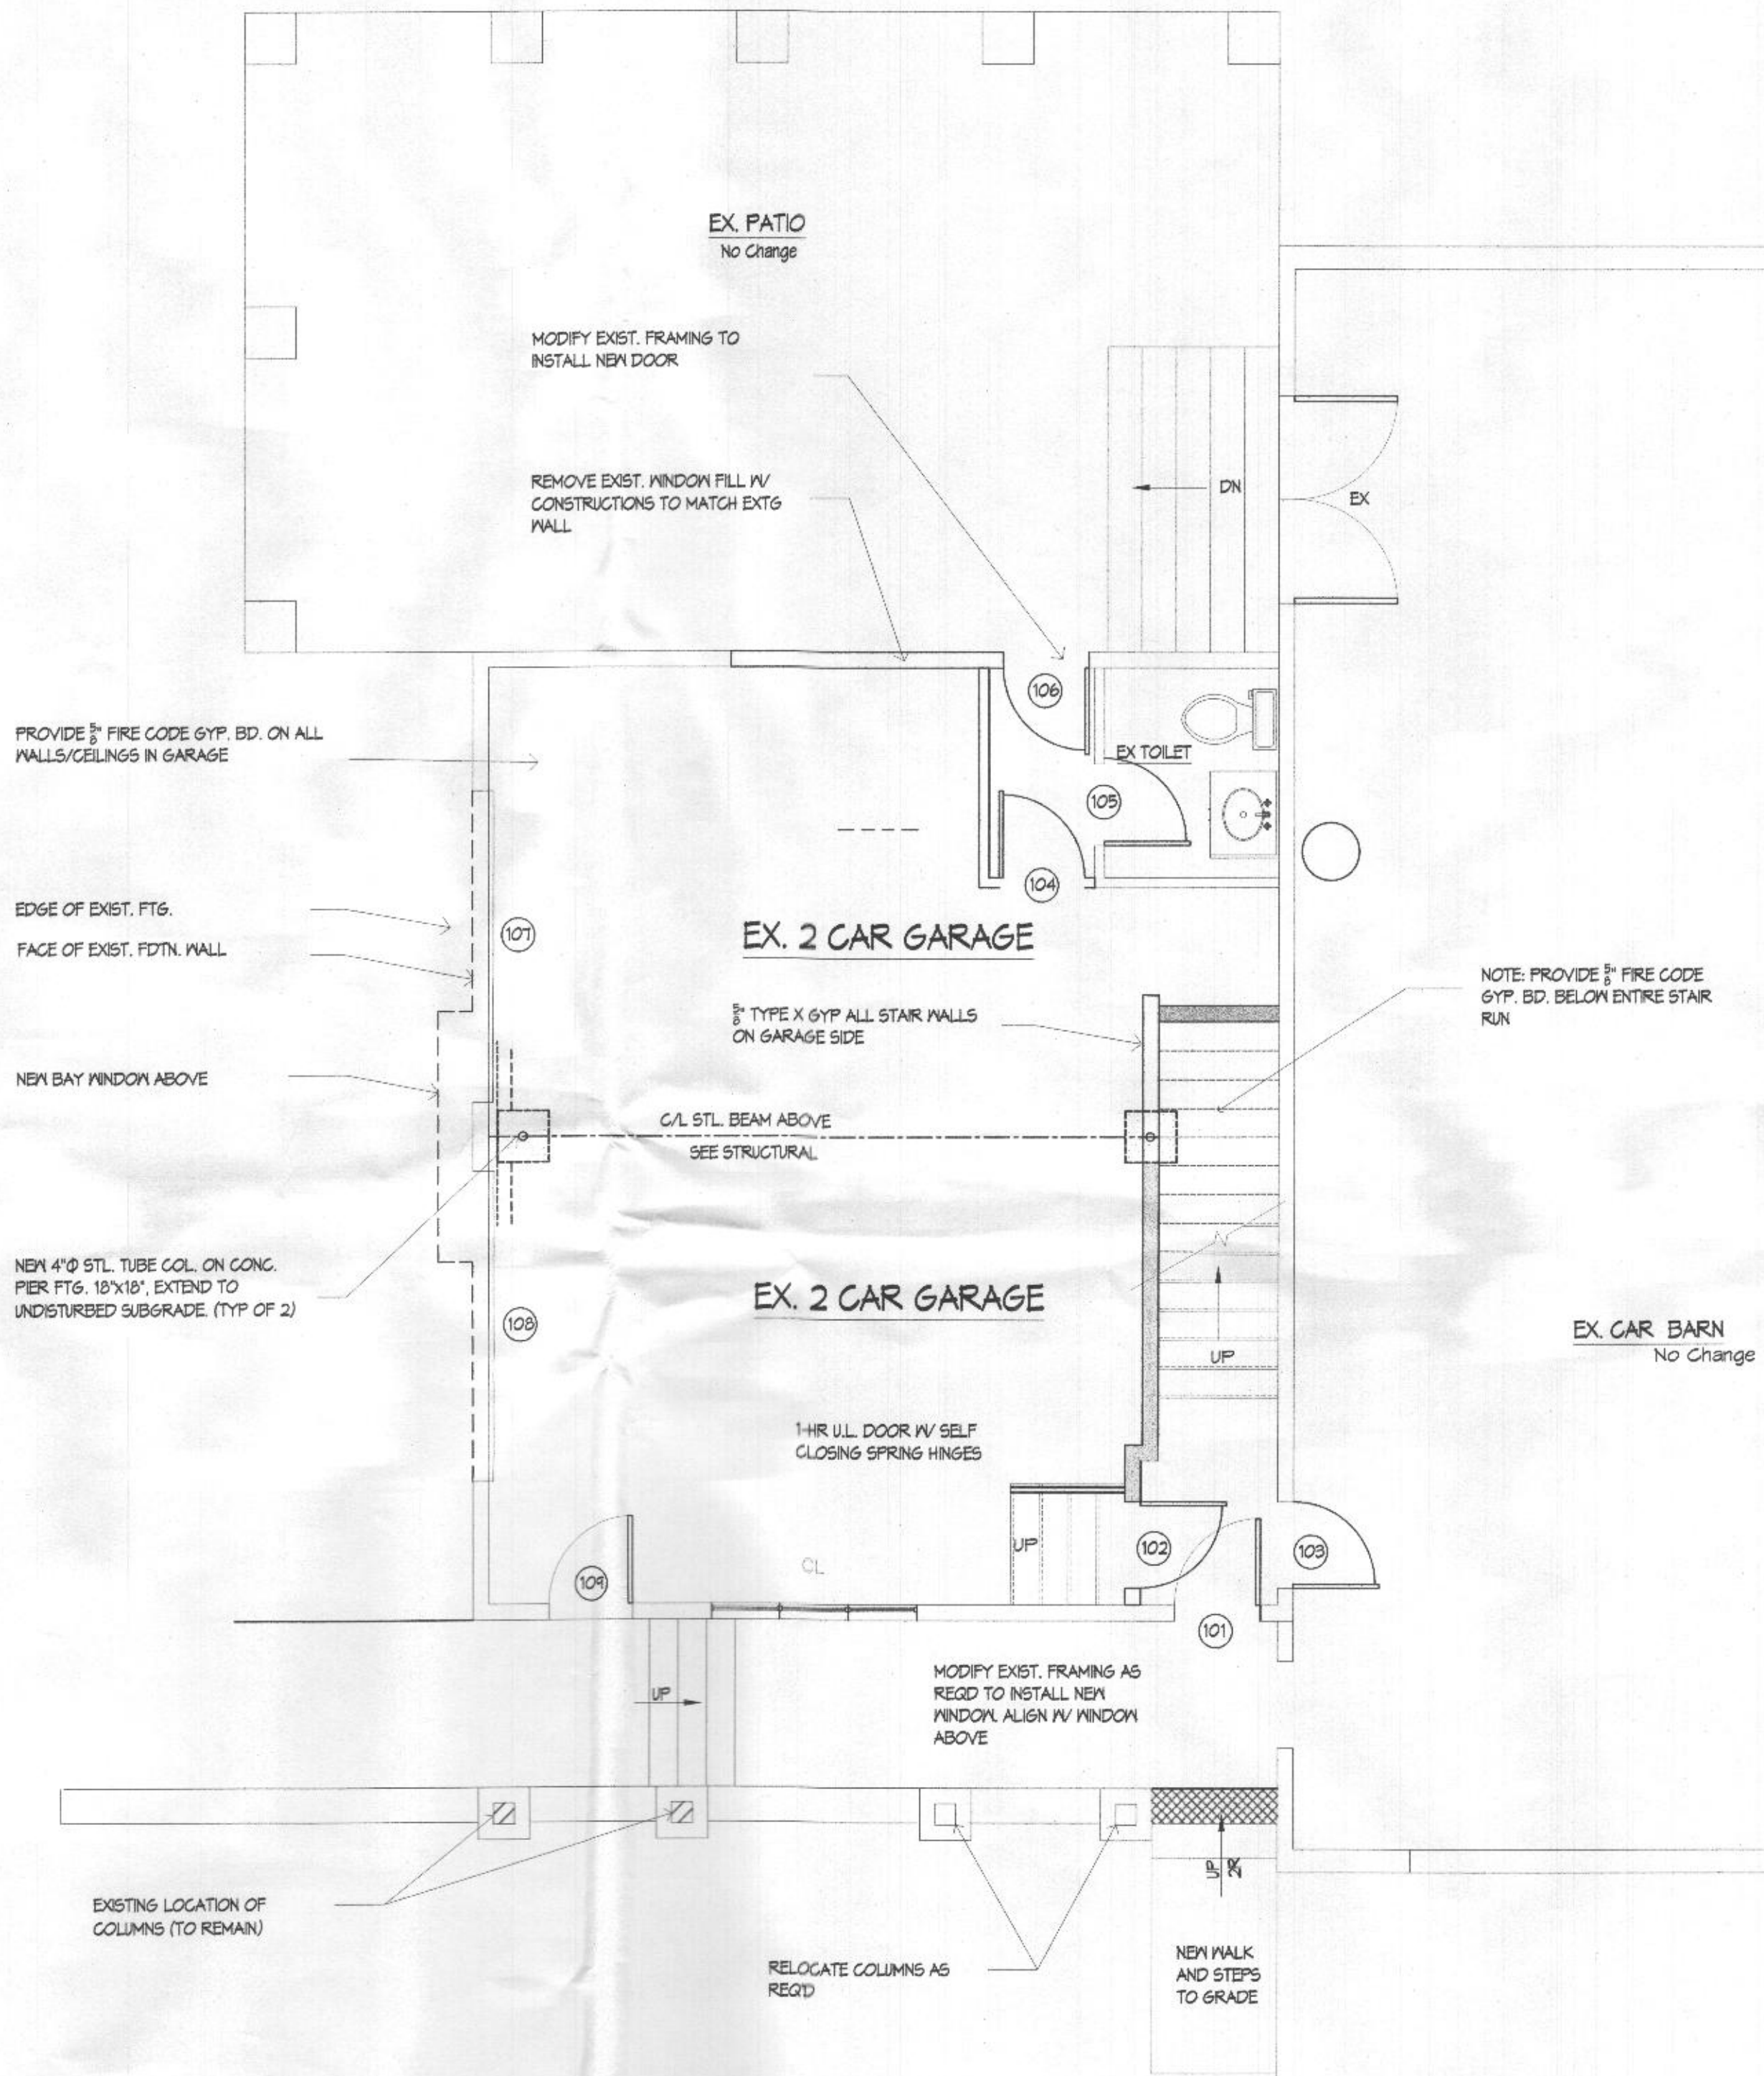 EX. PATIO
No Change
MODIFY EXIST. FRAMING TO
INSTALL NEW DOOR
REMOVE EXIST. WINDOW FILL W/
CONSTRUCTIONS TO MATCH EXTG
WALL
DN
EX
106
EX TOILET
105
104
PROVIDE 5/8" FIRE CODE GYP. BD. ON ALL
WALLS/CEILINGS IN GARAGE
EDGE OF EXIST. FTG.
FACE OF EXIST. FDTN. WALL
107
EX. 2 CAR GARAGE
NOTE: PROVIDE 5/8" FIRE CODE
GYP. BD. BELOW ENTIRE STAIR
RUN
5/8" TYPE X GYP ALL STAIR WALLS
ON GARAGE SIDE
NEW BAY WINDOW ABOVE
C/L STL. BEAM ABOVE
SEE STRUCTURAL
NEW 4"Φ STL. TUBE COL. ON CONC.
PIER FTG. 18"x18", EXTEND TO
UNDISTURBED SUBGRADE. (TYP OF 2)
108
EX. 2 CAR GARAGE
UP
EX. CAR BARN
No Change
1-HR U.L. DOOR W/ SELF
CLOSING SPRING HINGES
UP
102
103
109
CL
101
MODIFY EXIST. FRAMING AS
REQD TO INSTALL NEW
WINDOW. ALIGN W/ WINDOW
ABOVE
UP
UP
2R
EXISTING LOCATION OF
COLUMNS (TO REMAIN)
RELOCATE COLUMNS AS
REQ'D
NEW WALK
AND STEPS
TO GRADE